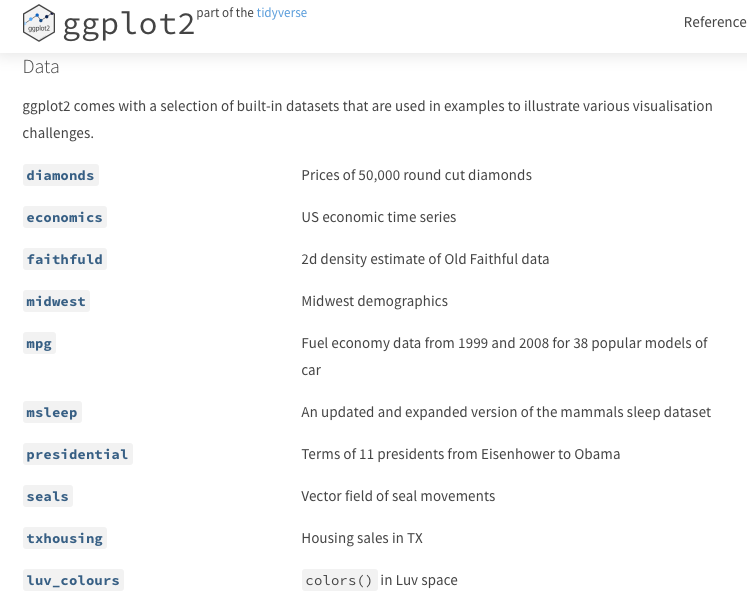 ggplot2
ggplot2 part of the tidyverse
Reference
Data
ggplot2 comes with a selection of built-in datasets that are used in examples to illustrate various visualisation
challenges.
diamonds Prices of 50,000 round cut diamonds
economics US economic time series
faithfuld 2d density estimate of Old Faithful data
midwest Midwest demographics
mpg Fuel economy data from 1999 and 2008 for 38 popular models of
car
msleep An updated and expanded version of the mammals sleep dataset
presidential Terms of 11 presidents from Eisenhower to Obama
seals Vector field of seal movements
txhousing Housing sales in TX
luv_colours colors() in Luv space